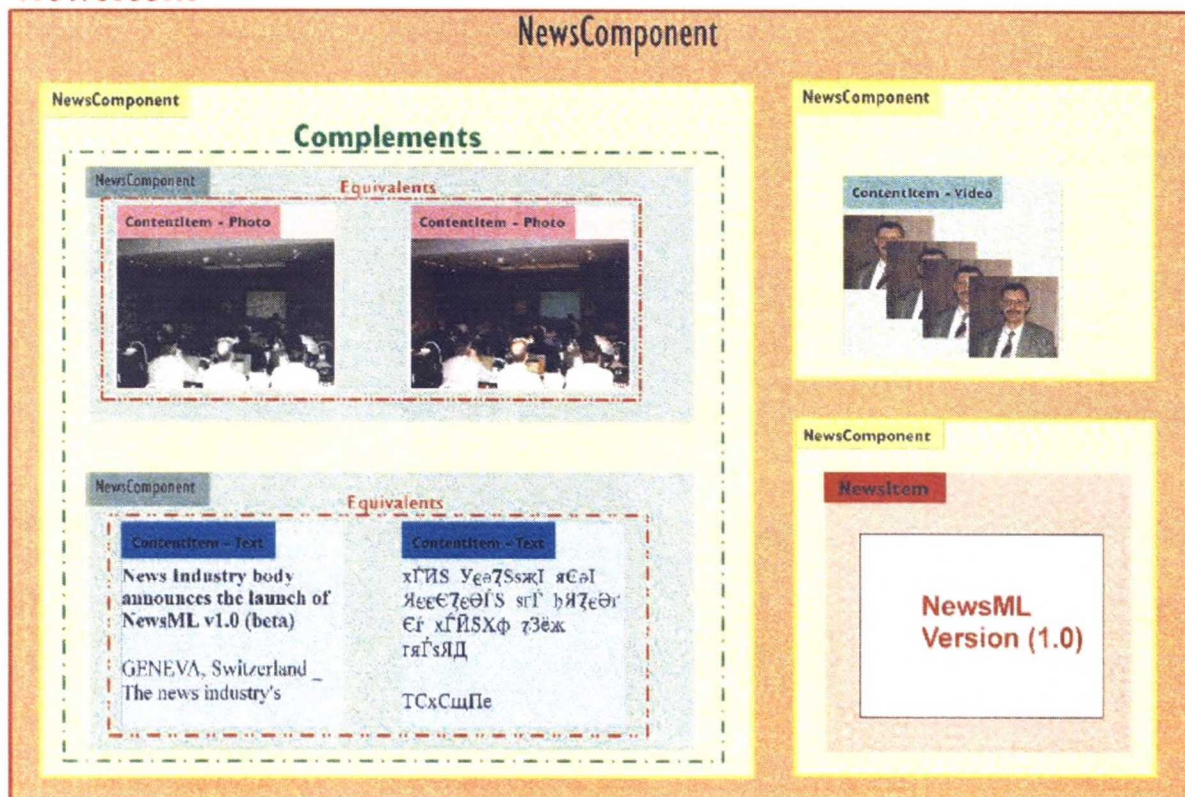 NewsComponent
NewsComponent
Complements
NewsComponent
Equivalents
ContentItem - Photo
ContentItem - Photo
NewsComponent
Equivalents
ContentItem - Text
News Industry body
announces the launch of
NewsML v1.0 (beta)
GENEVA, Switzerland _
The news industry's
ContentItem - Text
NewsComponent
ContentItem - Video
NewsComponent
NewsItem
NewsML
Version (1.0)